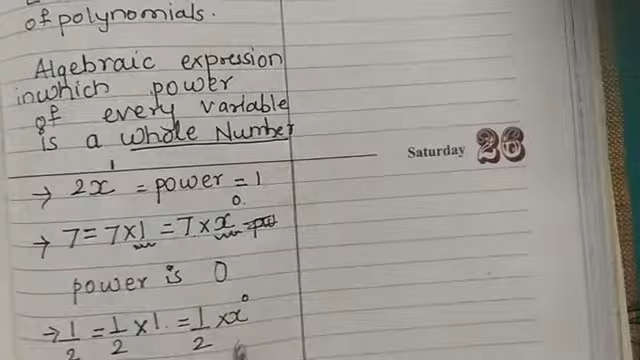 of polynomials.
Algebraic expression
in which power
of every variable
is a whole Number
Saturday 26
→ 2x¹ = power = 1
→ 7 = 7×1 = 7×x⁰
power is 0
→ 1/2 = 1/2 × 1 = 1/2 × x⁰